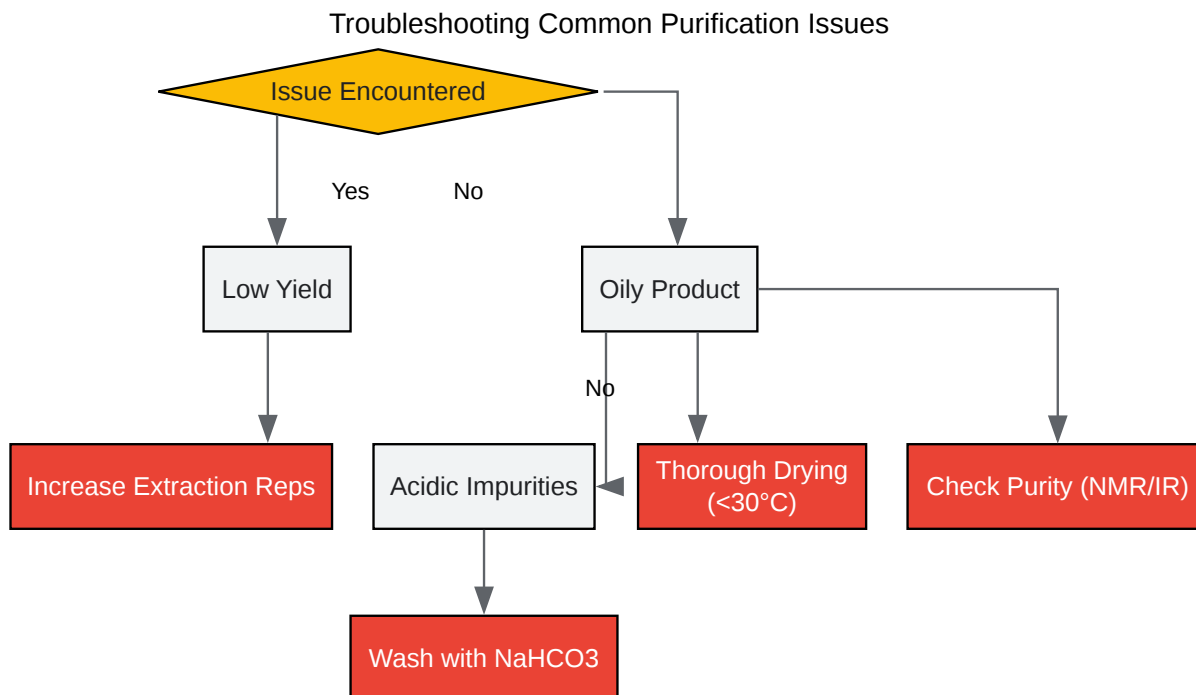 Troubleshooting Common Purification Issues
Issue Encountered
Yes
No
Low Yield
Oily Product
No
Increase Extraction Reps
Acidic Impurities
Thorough Drying
(<30°C)
Check Purity (NMR/IR)
Wash with NaHCO3